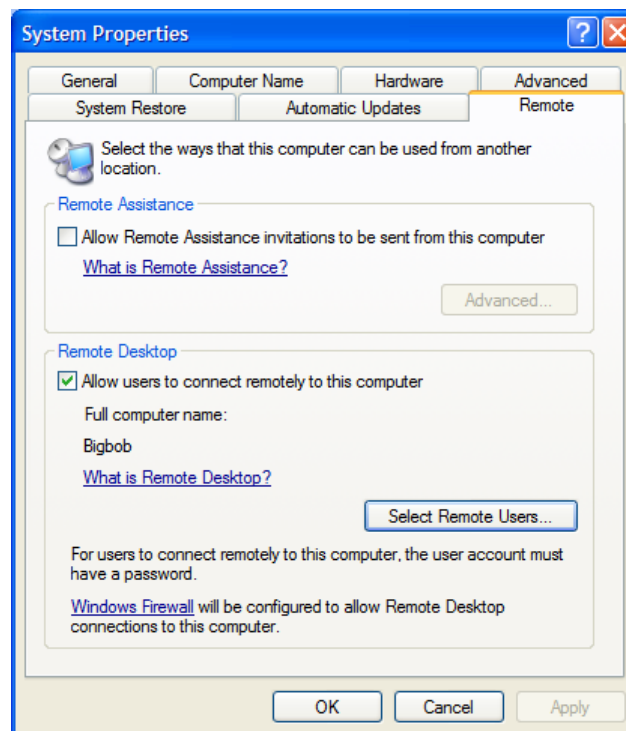 System Properties
General
Computer Name
Hardware
Advanced
System Restore
Automatic Updates
Remote
Select the ways that this computer can be used from another
location.
Remote Assistance
Allow Remote Assistance invitations to be sent from this computer
What is Remote Assistance?
Advanced...
Remote Desktop
Allow users to connect remotely to this computer
Full computer name:
Bigbob
What is Remote Desktop?
Select Remote Users...
For users to connect remotely to this computer, the user account must
have a password.
Windows Firewall will be configured to allow Remote Desktop
connections to this computer.
OK
Cancel
Apply